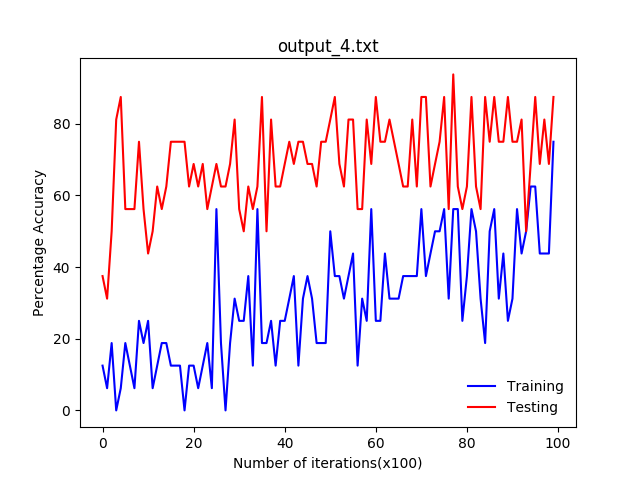 output_4.txt
Percentage Accuracy
80
60
40
20
0
0 20 40 60 80 100
Number of iterations(x100)
Training
Testing